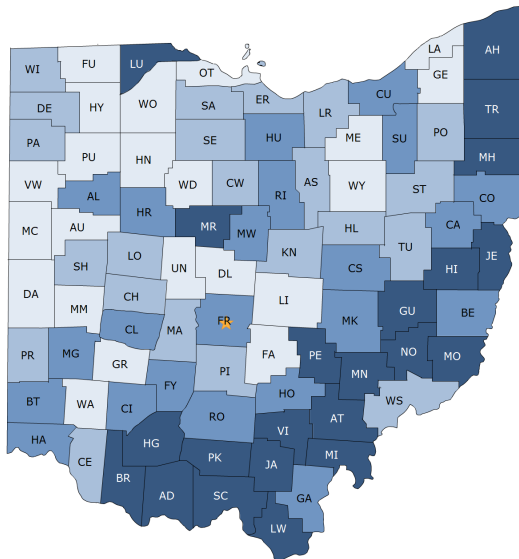 LA
AH
FU
LU
WI
OT
GE
HY
WO
ER
CU
DE
SA
LR
TR
PA
SE
HU
ME
SU
PO
PU
HN
MH
VW
WD
CW
RI
AS
WY
ST
AL
CO
HR
MC
AU
MR
MW
HL
CA
TU
LO
KN
SH
UN
DL
CS
HI
JE
DA
CH
LI
MM
GU
BE
CL
MA
FR
MK
PR
MG
GR
FA
PE
NO
MO
PI
MN
FY
BT
WA
CI
HO
WS
RO
AT
HA
HG
VI
CE
PK
JA
MI
BR
AD
SC
GA
LW